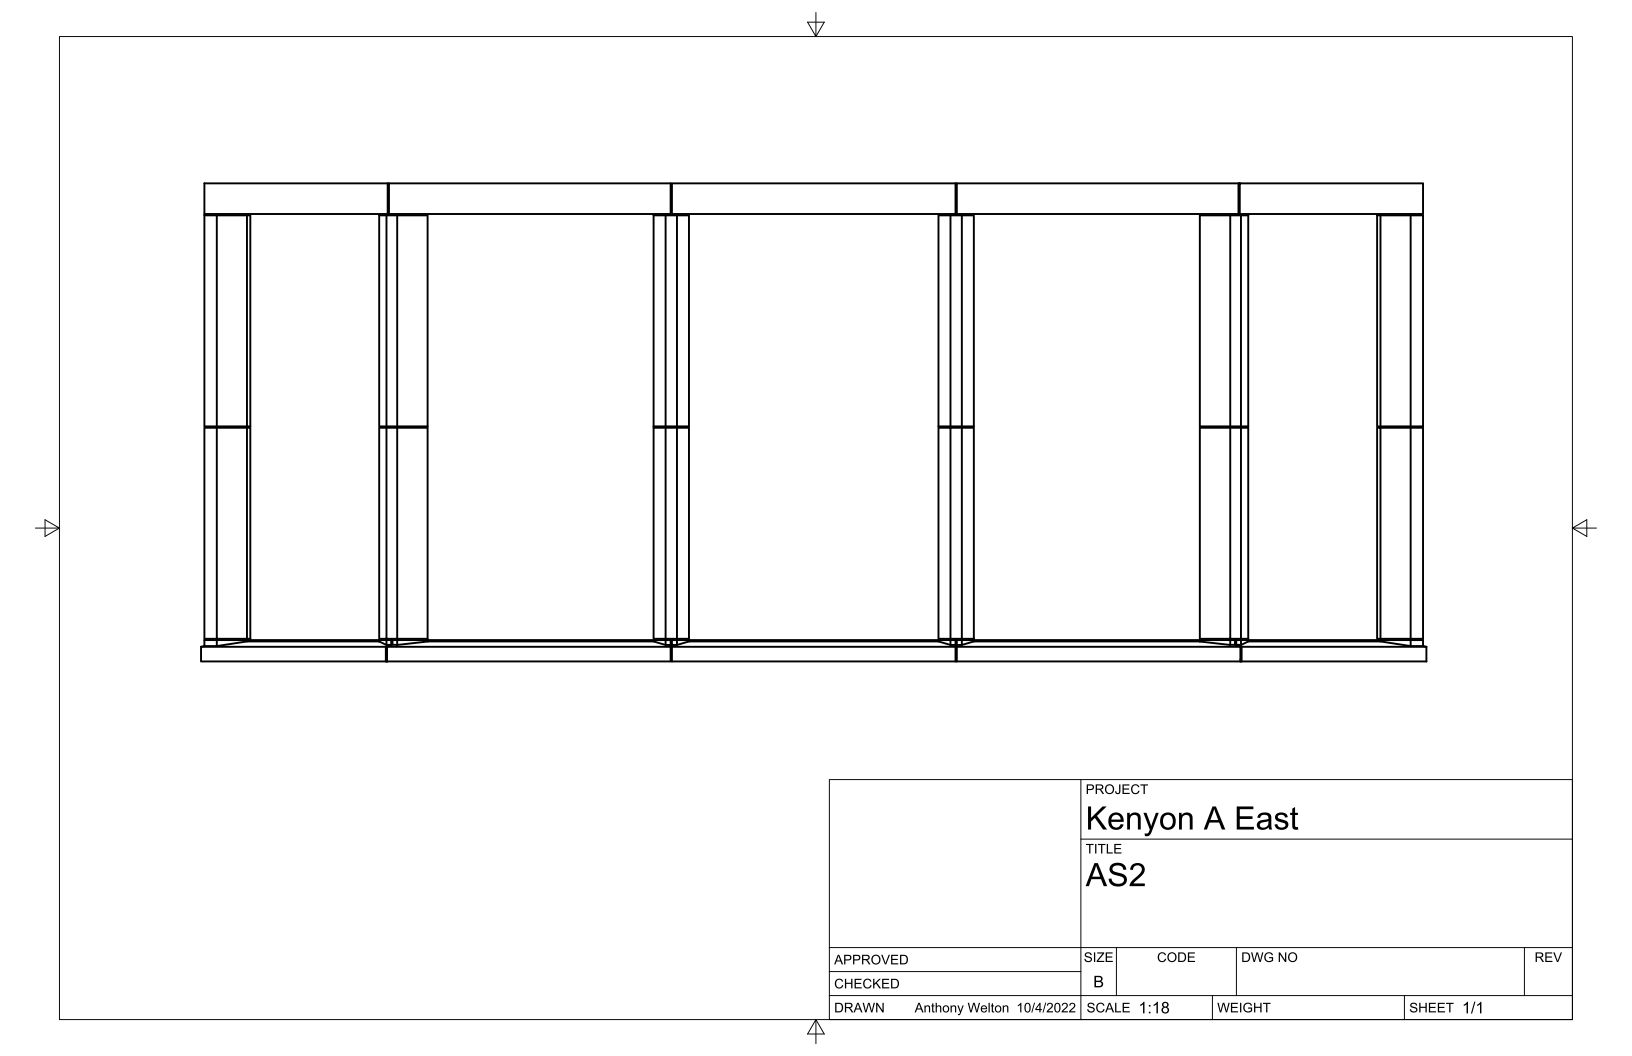 PROJECT
Kenyon A East
TITLE
AS2
APPROVED
CHECKED
DRAWN Anthony Welton 10/4/2022
SIZE
B
CODE
DWG NO
REV
SCALE 1:18
WEIGHT
SHEET 1/1